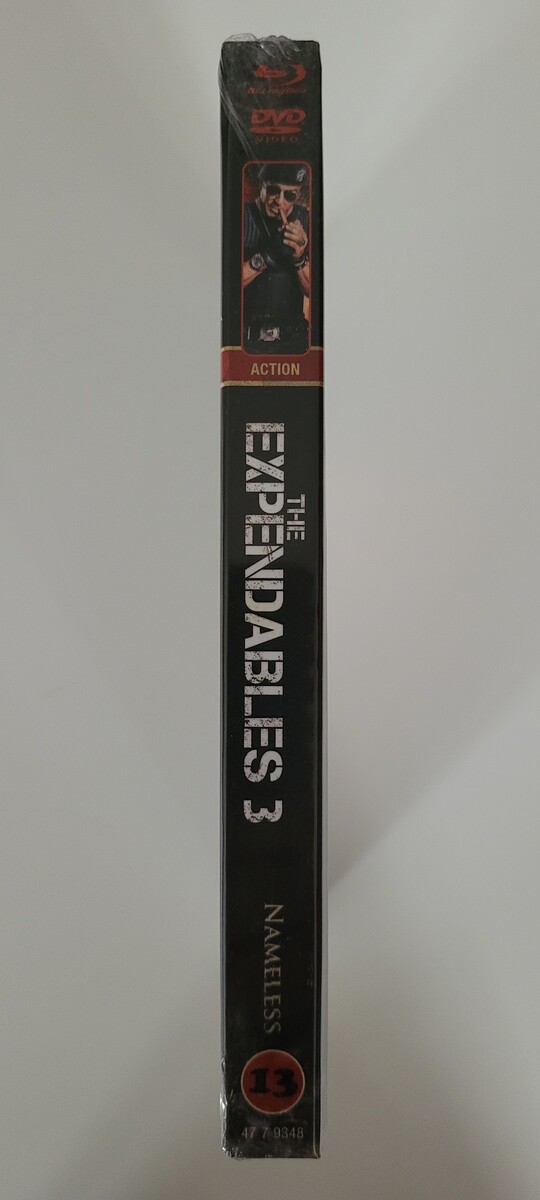 DVD
VIDEO
ACTION
THE
EXPENDABLES 3
NAMELESS
13
47 7 9348